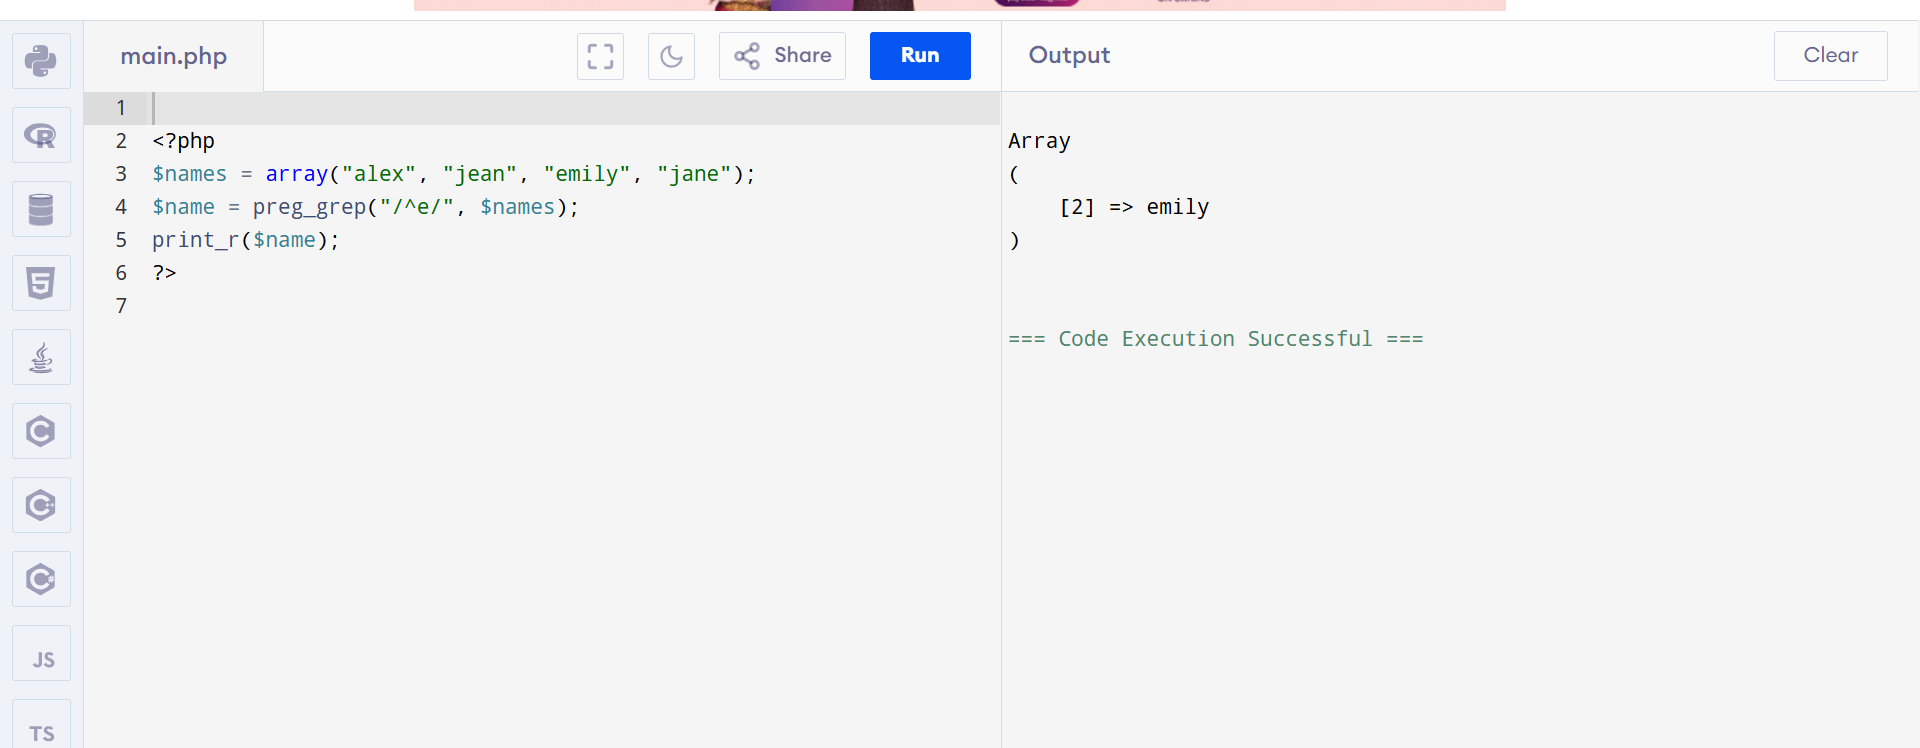 main.php
Share
Run
Output
Clear
1
2 <?php
3 $names = array("alex", "jean", "emily", "jane");
4 $name = preg_grep("/^e/", $names);
5 print_r($name);
6 ?>
7
Array
(
    [2] => emily
)
=== Code Execution Successful ===
R
5
C
C++
C#
JS
TS